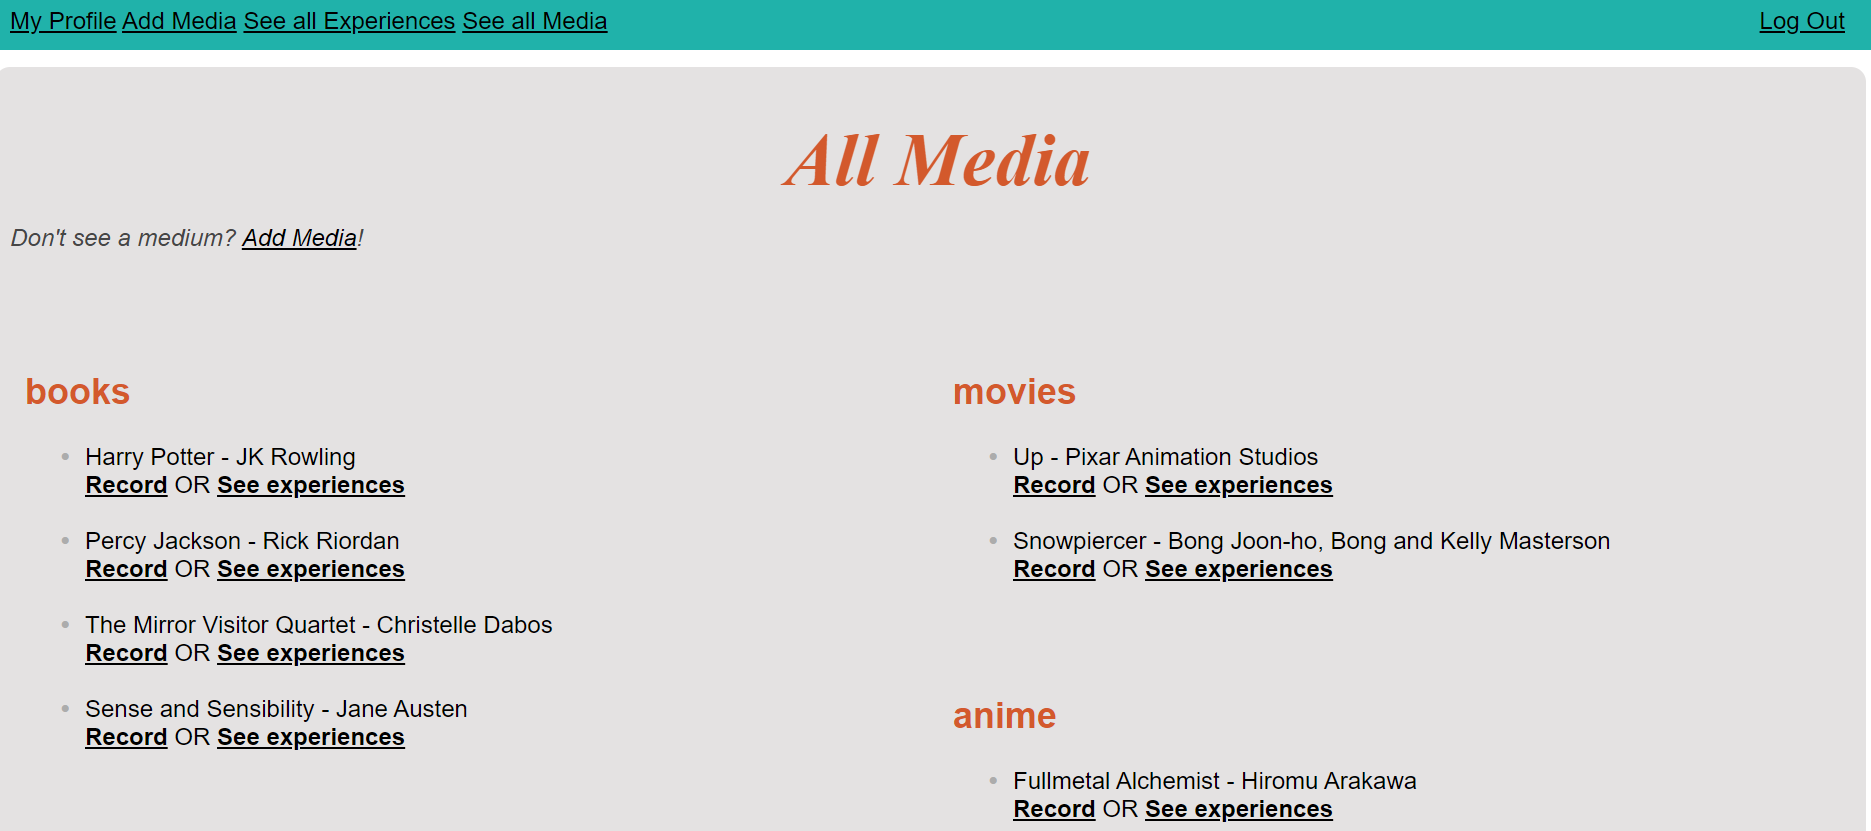 My Profile Add Media See all Experiences See all Media Log Out
All Media
Don't see a medium? Add Media!
books
Harry Potter - JK Rowling
Record OR See experiences
Percy Jackson - Rick Riordan
Record OR See experiences
The Mirror Visitor Quartet - Christelle Dabos
Record OR See experiences
Sense and Sensibility - Jane Austen
Record OR See experiences
movies
Up - Pixar Animation Studios
Record OR See experiences
Snowpiercer - Bong Joon-ho, Bong and Kelly Masterson
Record OR See experiences
anime
Fullmetal Alchemist - Hiromu Arakawa
Record OR See experiences